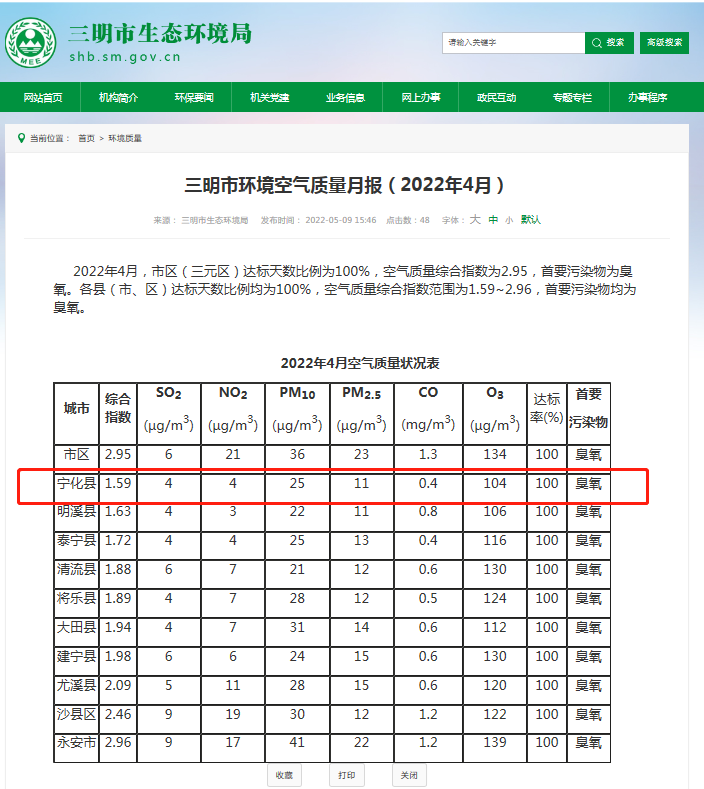 三明市生态环境局
shb.sm.gov.cn
MEE
请输入关键字 搜索 高级搜索
网站首页 机构简介 环保要闻 机关党建 业务信息 网上办事 政民互动 专题专栏 办事程序
当前位置： 首页 > 环境质量
三明市环境空气质量月报（2022年4月）
来源： 三明市生态环境局 发布时间： 2022-05-09 15:46 点击数：48 字体： 大 中 小 默认
2022年4月，市区（三元区）达标天数比例为100%，空气质量综合指数为2.95，首要污染物为臭
氧。各县（市、区）达标天数比例均为100%，空气质量综合指数范围为1.59~2.96，首要污染物均为
臭氧。
2022年4月空气质量状况表
城市 综合指数 SO2 (μg/m3) NO2 (μg/m3) PM10 (μg/m3) PM2.5 (μg/m3) CO (mg/m3) O3 (μg/m3) 达标率(%) 首要污染物
市区 2.95 6 21 36 23 1.3 134 100 臭氧
宁化县 1.59 4 4 25 11 0.4 104 100 臭氧
明溪县 1.63 4 3 22 11 0.8 106 100 臭氧
泰宁县 1.72 4 4 25 13 0.4 116 100 臭氧
清流县 1.88 6 7 21 12 0.6 130 100 臭氧
将乐县 1.89 4 7 28 12 0.5 124 100 臭氧
大田县 1.94 4 7 31 14 0.6 112 100 臭氧
建宁县 1.98 6 6 24 15 0.6 130 100 臭氧
尤溪县 2.09 5 11 28 15 0.6 120 100 臭氧
沙县区 2.46 9 19 30 12 1.2 122 100 臭氧
永安市 2.96 9 17 41 22 1.2 139 100 臭氧
收藏 打印 关闭